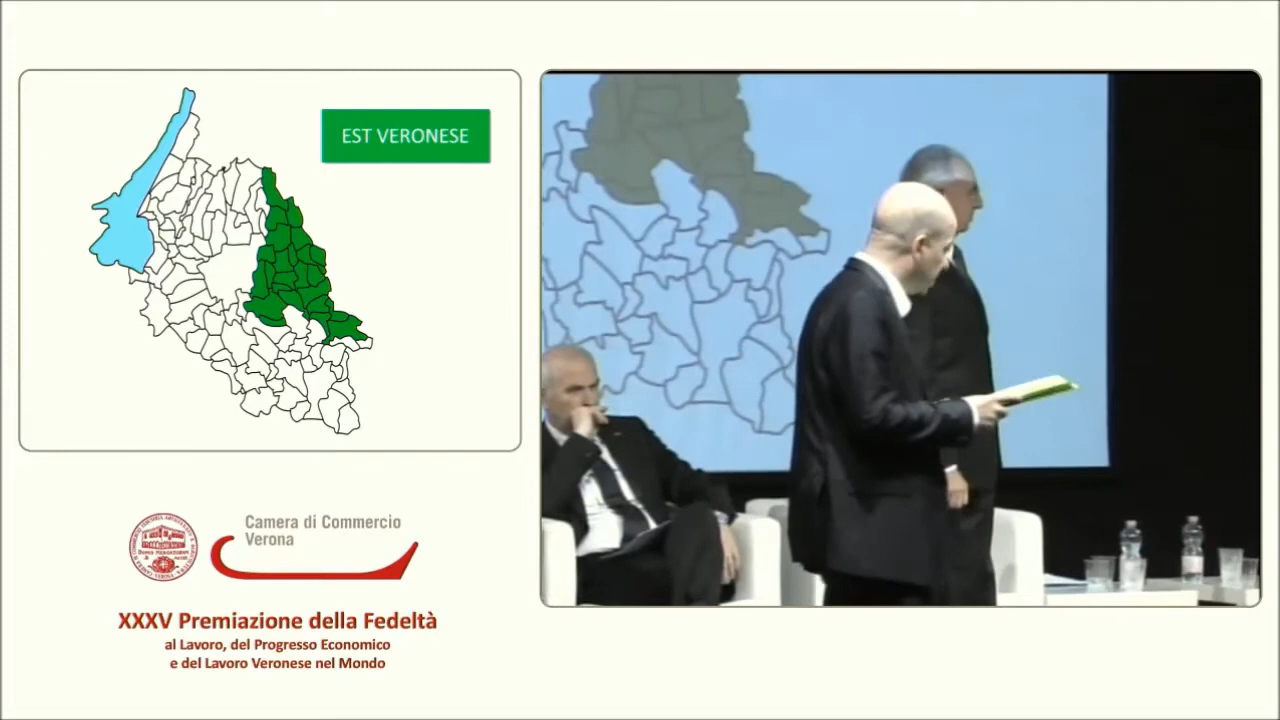 EST VERONESE
Camera di Commercio
Verona
XXXV Premiazione della Fedeltà
al Lavoro, del Progresso Economico
e del Lavoro Veronese nel Mondo